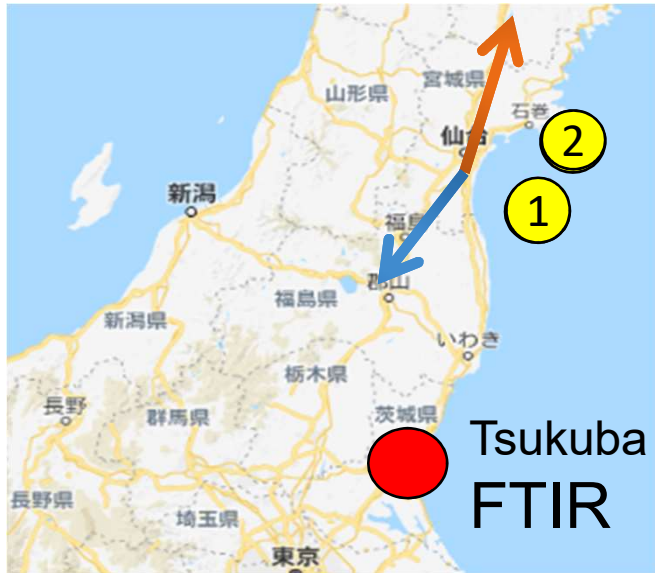 宮城県
山形県
石巻
仙台
2
新潟
1
福島
郡山
福島県
新潟県
いわき
栃木県
長野
群馬県
茨城県
Tsukuba
FTIR
長野県
埼玉県
東京